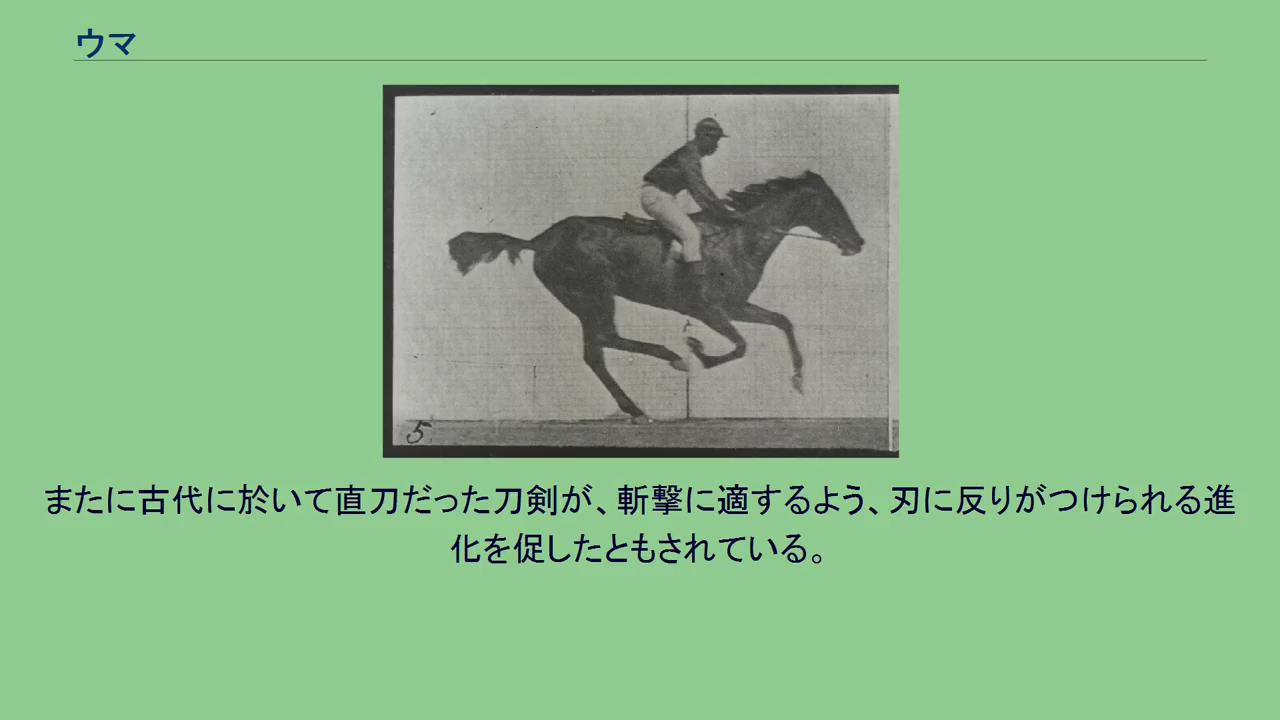 ウマ
5
またに古代に於いて直刀だった刀剣が、斬撃に適するよう、刃に反りがつけられる進
化を促したともされている。